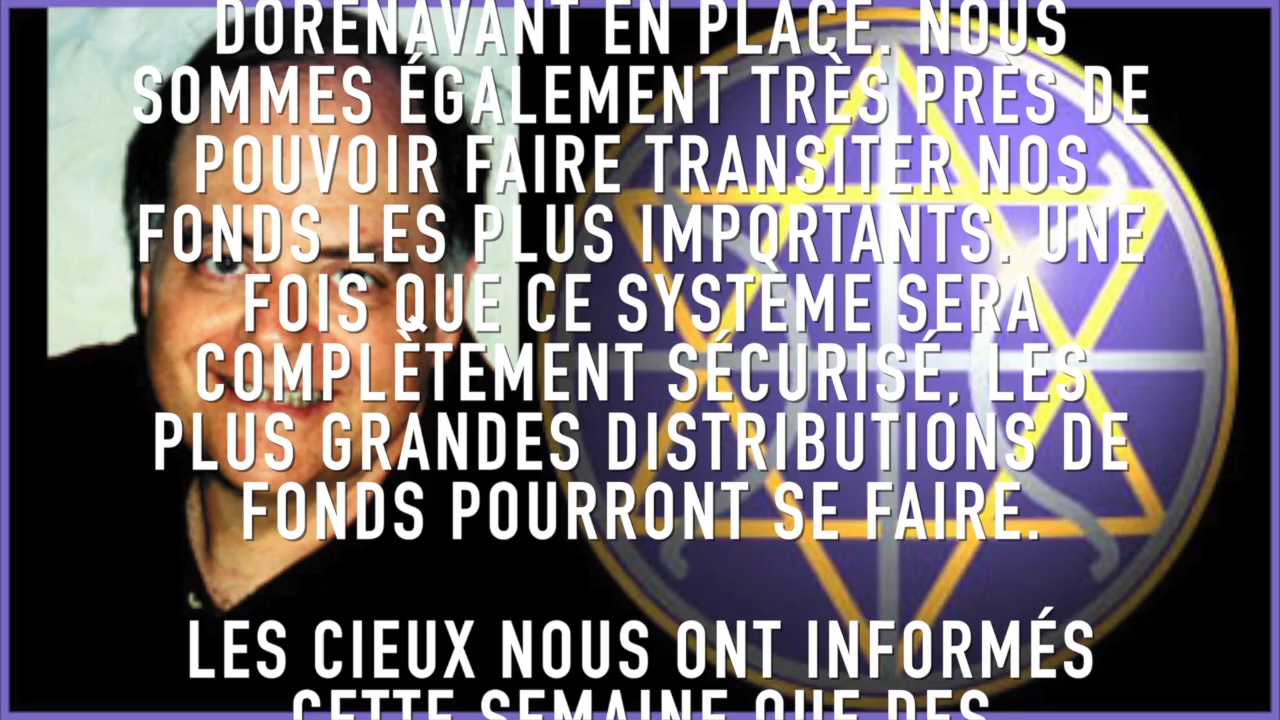 DORÉNAVANT EN PLACE. NOUS
SOMMES ÉGALEMENT TRÈS PRÈS DE
POUVOIR FAIRE TRANSITER NOS
FONDS LES PLUS IMPORTANTS. UNE
FOIS QUE CE SYSTÈME SERA
COMPLÈTEMENT SÉCURISÉ, LES
PLUS GRANDES DISTRIBUTIONS DE
FONDS POURRONT SE FAIRE.
LES CIEUX NOUS ONT INFORMÉS
CETTE SEMAINE QUE DES